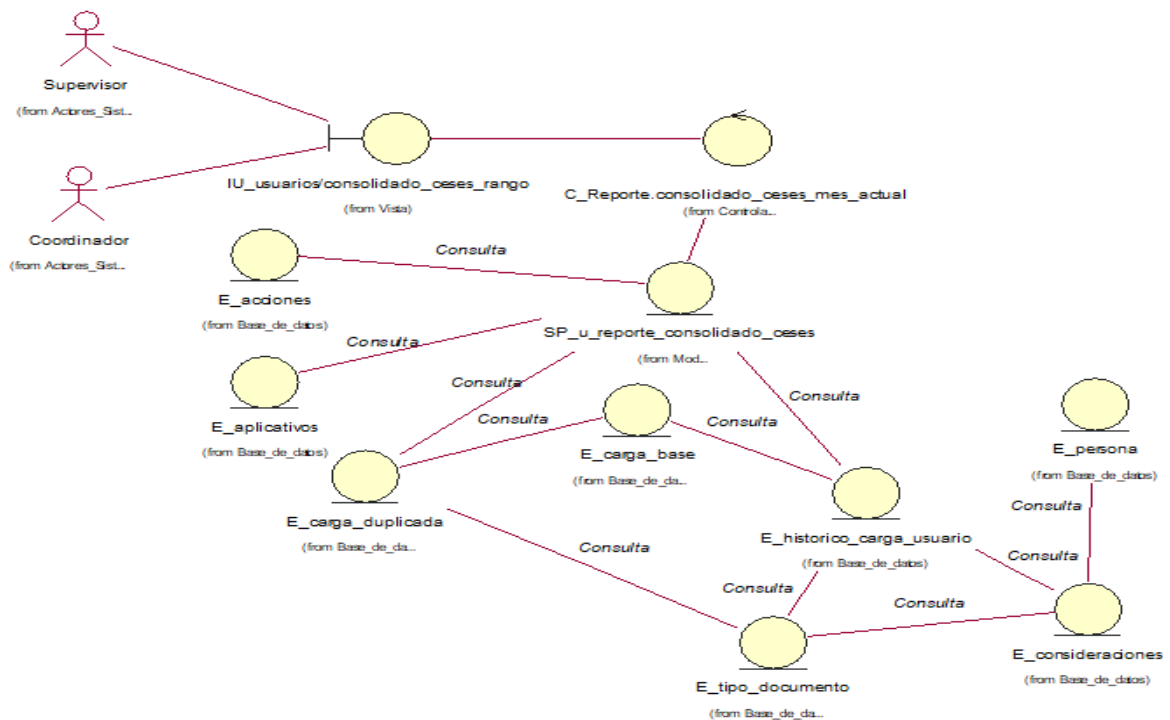 Supervisor
(from Actores_Sist...
IU_usuarios/consolidado_ceses_rango
(from Vista)
C_Reporte.consolidado_ceses_mes_actual
(from Controla...
Coordinador
(from Actores_Sist...
Consulta
E_acciones
(from Base_de_datos)
SP_u_reporte_consolidado_ceses
(from Mod...
Consulta
Consulta
E_aplicativos
(from Base_de_datos)
Consulta
Consulta
Consulta
E_carga_base
(from Base_de_da...
E_persona
(from Base_de_datos)
E_carga_duplicada
(from Base_de_da...
E_historico_carga_usuario
(from Base_de_datos)
Consulta
Consulta
Consulta
Consulta
Consulta
E_consideraciones
(from Base_de_datos)
E_tipo_documento
(from Base_de_da...